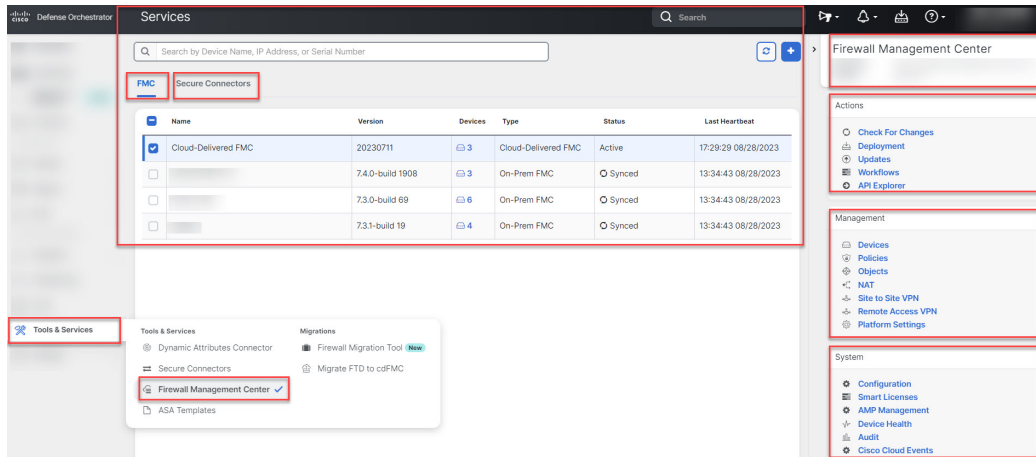 cisco Defense Orchestrator
Services
Search
Search by Device Name, IP Address, or Serial Number
FMC
Secure Connectors
Name Version Devices Type Status Last Heartbeat
Cloud-Delivered FMC 20230711 3 Cloud-Delivered FMC Active 17:29:29 08/28/2023
7.4.0-build 1908 3 On-Prem FMC Synced 13:34:43 08/28/2023
7.3.0-build 69 6 On-Prem FMC Synced 13:34:43 08/28/2023
7.3.1-build 19 4 On-Prem FMC Synced 13:34:43 08/28/2023
Tools & Services
Tools & Services
Dynamic Attributes Connector
Secure Connectors
Firewall Management Center
ASA Templates
Migrations
Firewall Migration Tool New
Migrate FTD to cdFMC
Firewall Management Center
Actions
Check For Changes
Deployment
Updates
Workflows
API Explorer
Management
Devices
Policies
Objects
NAT
Site to Site VPN
Remote Access VPN
Platform Settings
System
Configuration
Smart Licenses
AMP Management
Device Health
Audit
Cisco Cloud Events